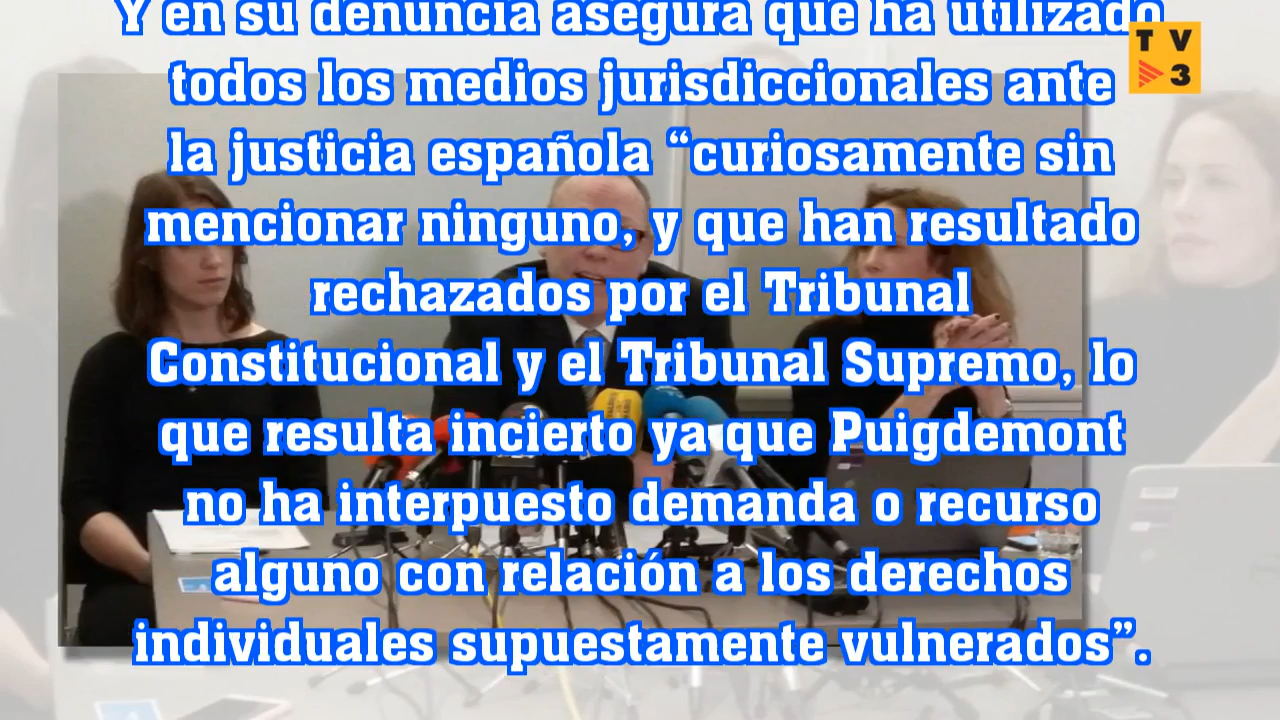 Y en su denuncia asegura que ha utilizado
todos los medios jurisdiccionales ante
la justicia española “curiosamente sin
mencionar ninguno, y que han resultado
rechazados por el Tribunal
Constitucional y el Tribunal Supremo, lo
que resulta incierto ya que Puigdemont
no ha interpuesto demanda o recurso
alguno con relación a los derechos
individuales supuestamente vulnerados”.
TV
3